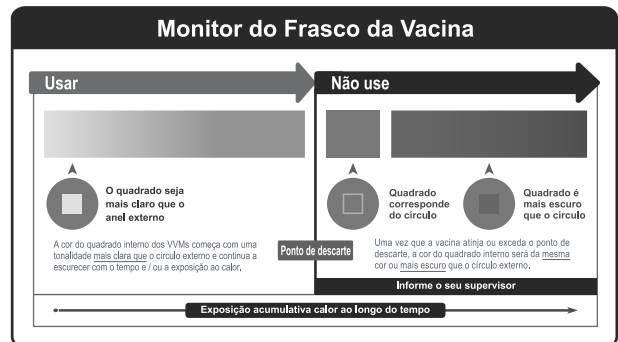 Monitor do Frasco da Vacina
Usar
Não use
O quadrado seja
mais claro que o
anel externo
Quadrado
corresponde
do círculo
Quadrado é
mais escuro
que o círculo
A cor do quadrado interno dos VVMs começa com uma
tonalidade mais clara que o círculo externo e continua a
escurecer com o tempo e / ou a exposição ao calor.
Ponto de descarte
Uma vez que a vacina atinja ou exceda o ponto de
descarte, a cor do quadrado interno será da mesma
cor ou mais escuro que o círculo externo.
Informe o seu supervisor
Exposição acumulativa calor ao longo do tempo